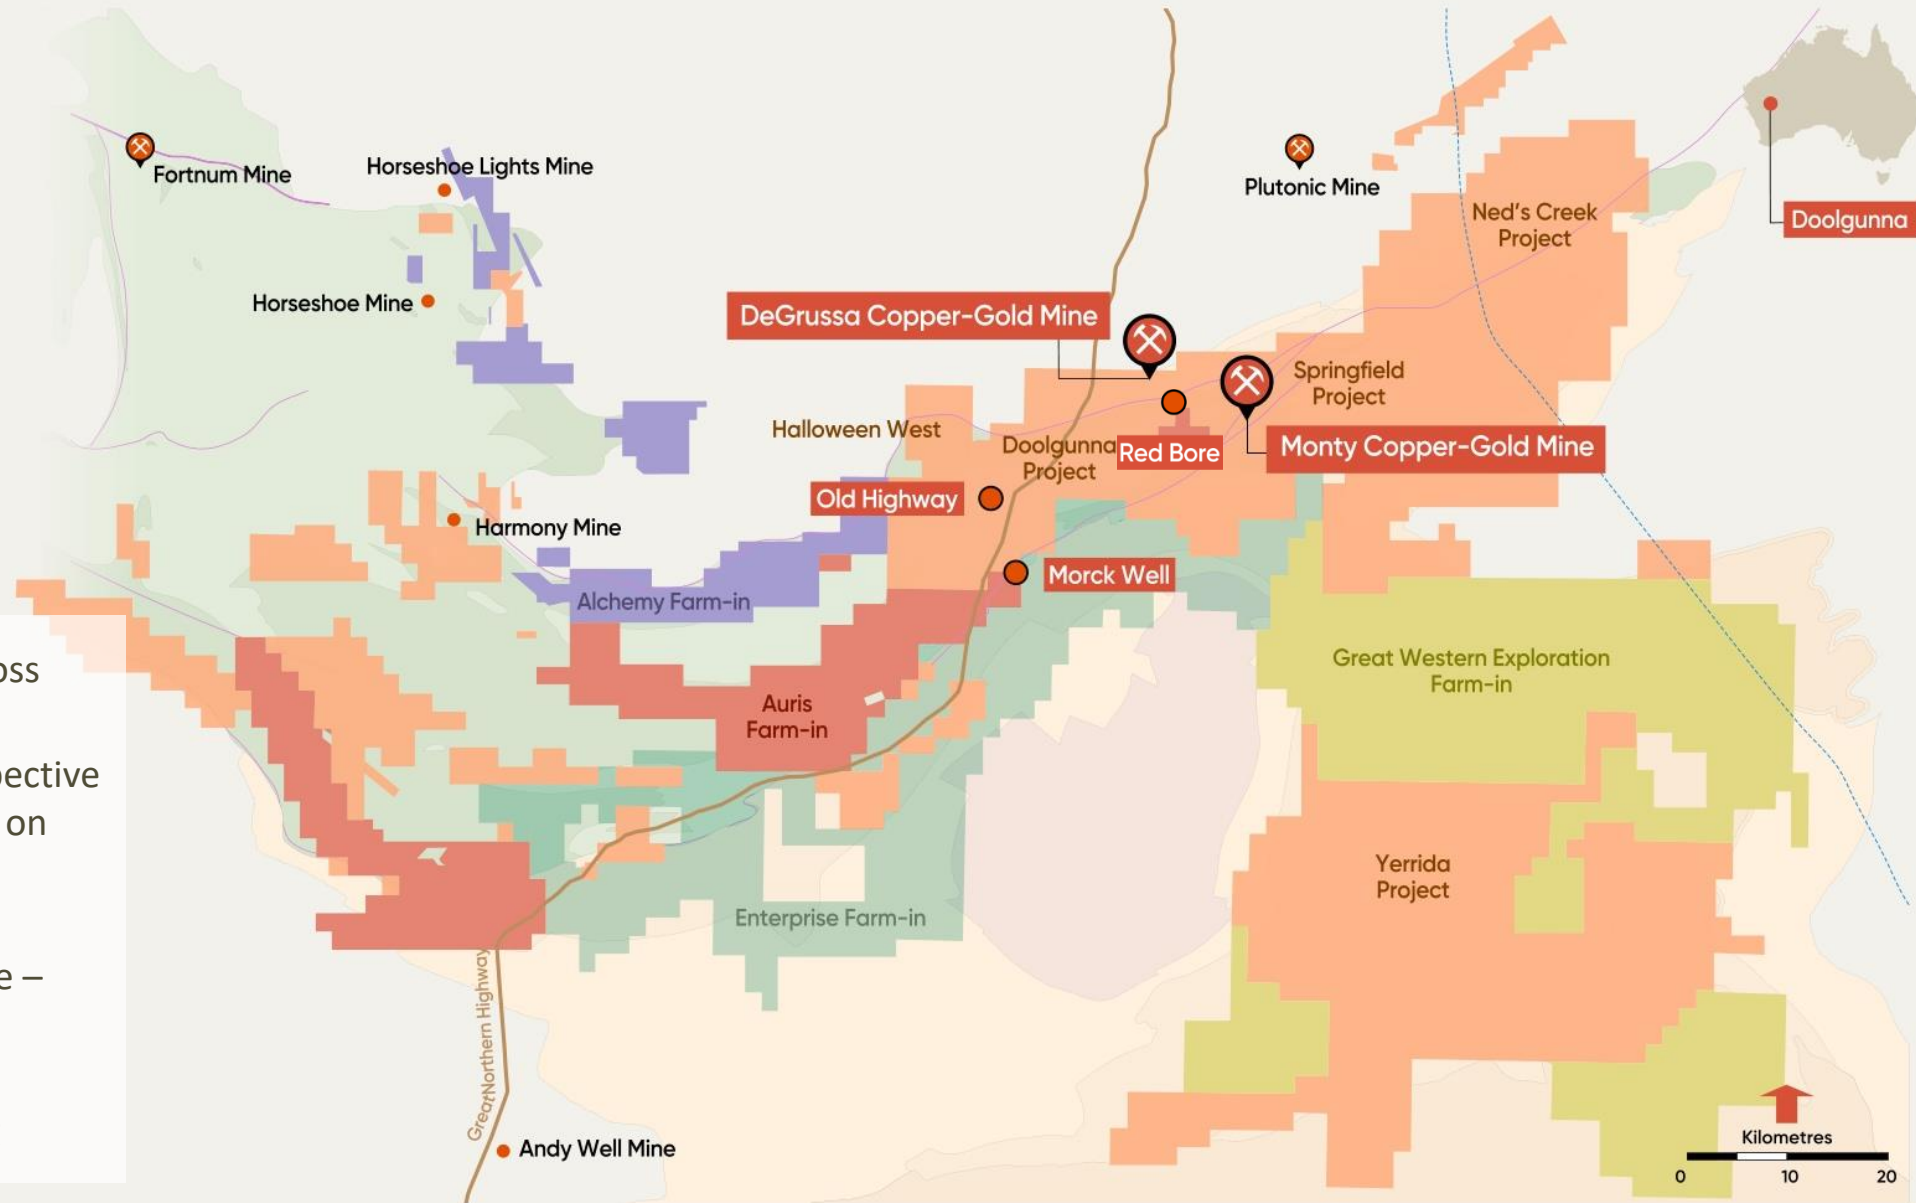 Fortnum Mine
Horseshoe Lights Mine
Horseshoe Mine
Plutonic Mine
Ned's Creek
Project
Doolgunna
DeGrussa Copper-Gold Mine
Springfield
Project
Halloween West
Doolgunna
Project
Red Bore
Monty Copper-Gold Mine
Old Highway
Harmony Mine
Morck Well
Alchemy Farm-in
Great Western Exploration
Farm-in
Auris
Farm-in
oss
pective
on
e –
Yerrida
Project
Enterprise Farm-in
Great Northern Highway
Andy Well Mine
Kilometres
0 10 20